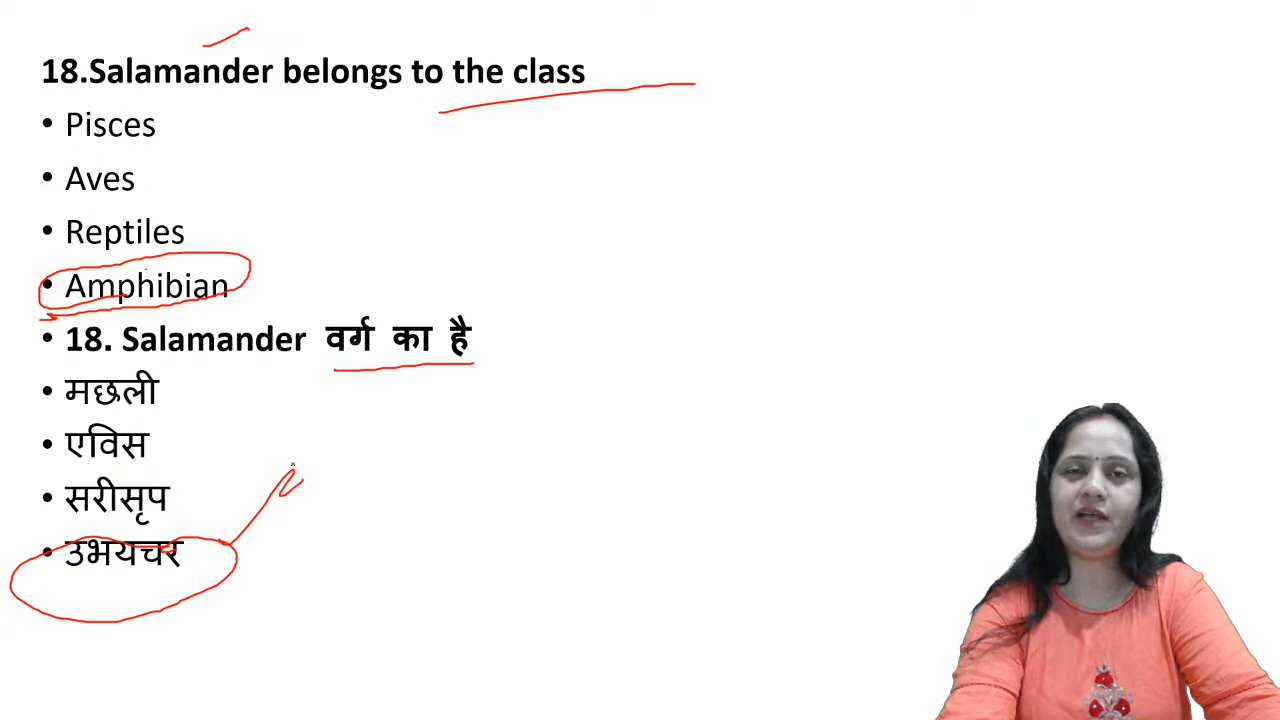 18.Salamander belongs to the class
• Pisces
• Aves
• Reptiles
• Amphibian
• 18. Salamander वर्ग का है
• मछली
• एविस
• सरीसृप
• उभयचर